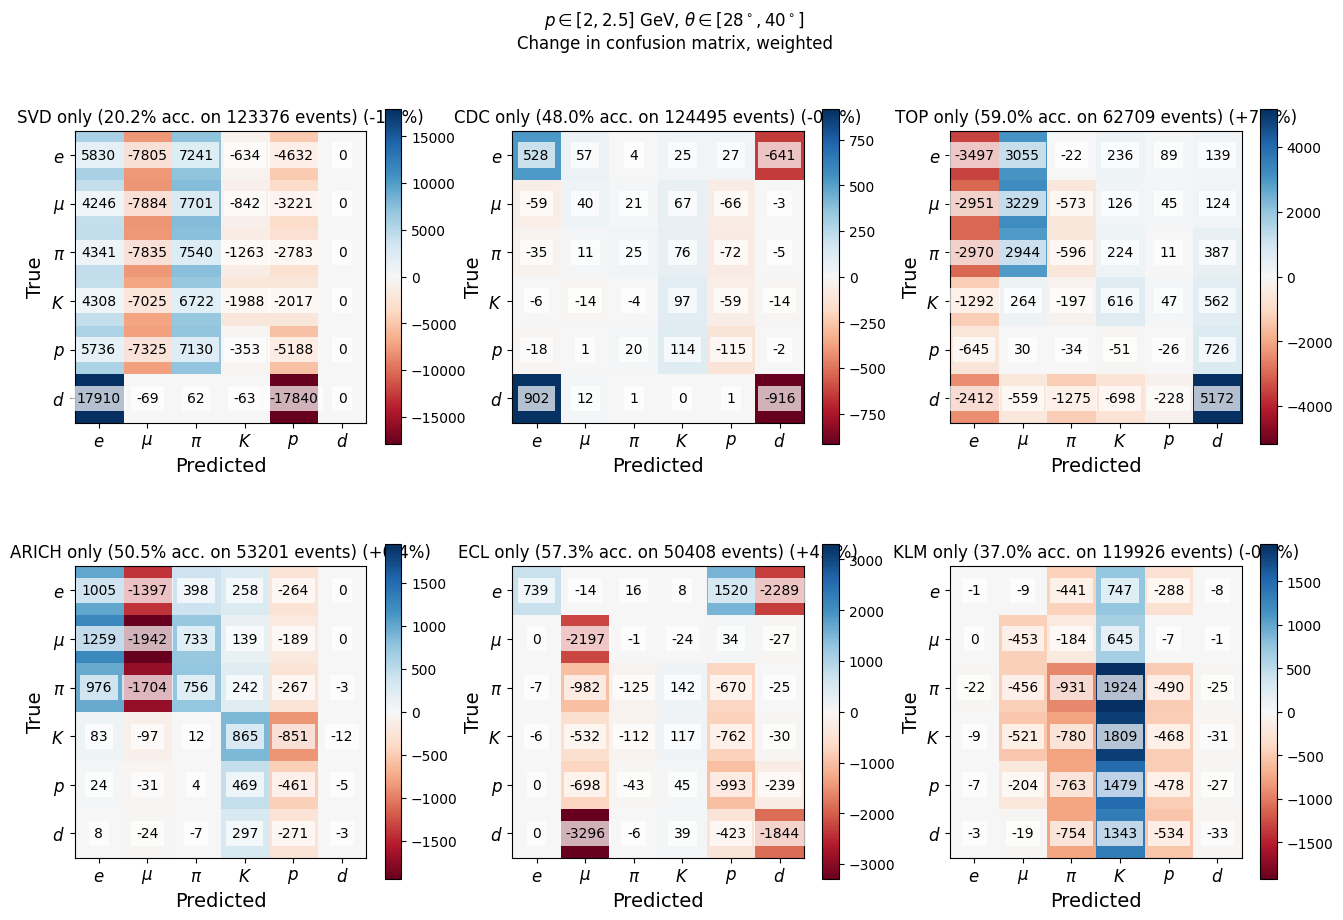 p ∈ [2, 2.5] GeV, θ ∈ [28°, 40°]
Change in confusion matrix, weighted
SVD only (20.2% acc. on 123376 events)
True
e 5830 -7805 7241 -634 -4632 0
μ 4246 -7884 7701 -842 -3221 0
π 4341 -7835 7540 -1263 -2783 0
K 4308 -7025 6722 -1988 -2017 0
p 5736 -7325 7130 -353 -5188 0
d 17910 -69 62 -63 -17840 0
e μ π K p d
Predicted
15000
10000
5000
0
−5000
−10000
−15000
CDC only (48.0% acc. on 124495 events)
True
e 528 57 4 25 27 -641
μ -59 40 21 67 -66 -3
π -35 11 25 76 -72 -5
K -6 -14 -4 97 -59 -14
p -18 1 20 114 -115 -2
d 902 12 1 0 1 -916
e μ π K p d
Predicted
750
500
250
0
−250
−500
−750
TOP only (59.0% acc. on 62709 events)
True
e -3497 3055 -22 236 89 139
μ -2951 3229 -573 126 45 124
π -2970 2944 -596 224 11 387
K -1292 264 -197 616 47 562
p -645 30 -34 -51 -26 726
d -2412 -559 -1275 -698 -228 5172
e μ π K p d
Predicted
4000
2000
0
−2000
−4000
ARICH only (50.5% acc. on 53201 events)
True
e 1005 -1397 398 258 -264 0
μ 1259 -1942 733 139 -189 0
π 976 -1704 756 242 -267 -3
K 83 -97 12 865 -851 -12
p 24 -31 4 469 -461 -5
d 8 -24 -7 297 -271 -3
e μ π K p d
Predicted
1500
1000
500
0
−500
−1000
−1500
ECL only (57.3% acc. on 50408 events)
True
e 739 -14 16 8 1520 -2289
μ 0 -2197 -1 -24 34 -27
π -7 -982 -125 142 -670 -25
K -6 -532 -112 117 -762 -30
p 0 -698 -43 45 -993 -239
d 0 -3296 -6 39 -423 -1844
e μ π K p d
Predicted
3000
2000
1000
0
−1000
−2000
−3000
KLM only (37.0% acc. on 119926 events)
True
e -1 -9 -441 747 -288 -8
μ 0 -453 -184 645 -7 -1
π -22 -456 -931 1924 -490 -25
K -9 -521 -780 1809 -468 -31
p -7 -204 -763 1479 -478 -27
d -3 -19 -754 1343 -534 -33
e μ π K p d
Predicted
1500
1000
500
0
−500
−1000
−1500